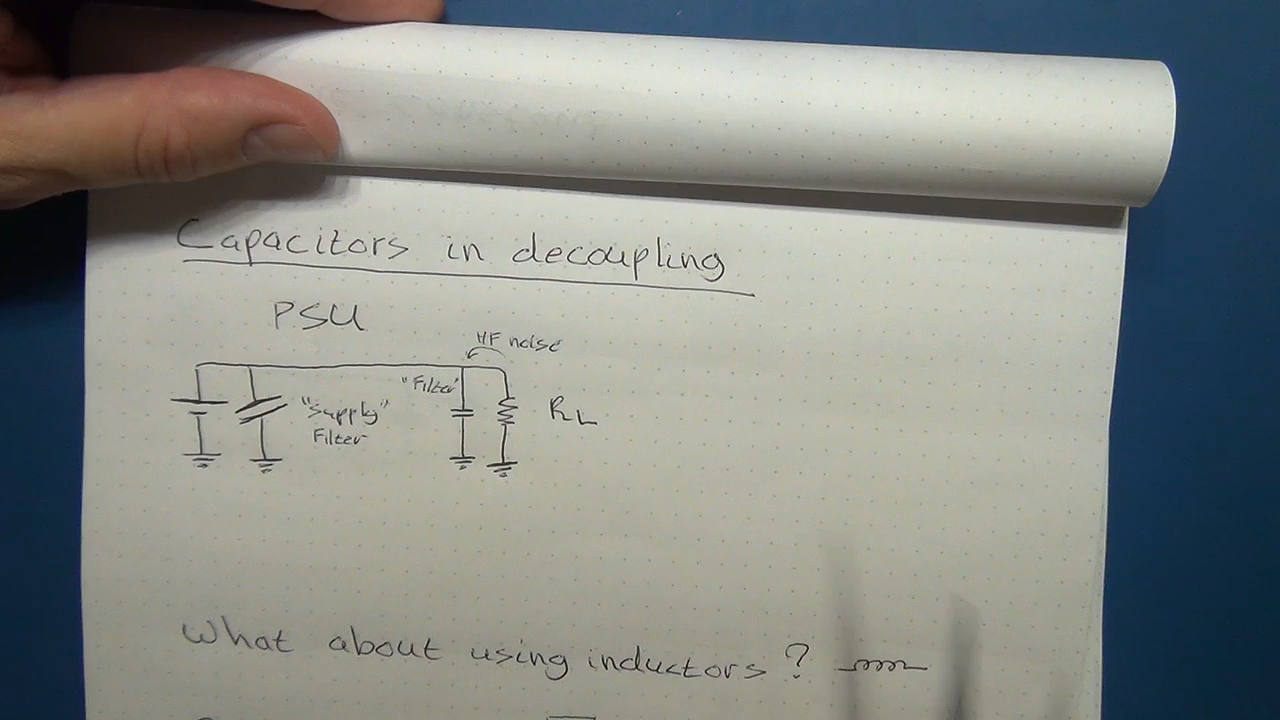 Capacitors in decoupling
PSU
HF noise
"Filter"
"Supply"
Filter
RL
What about using inductors?